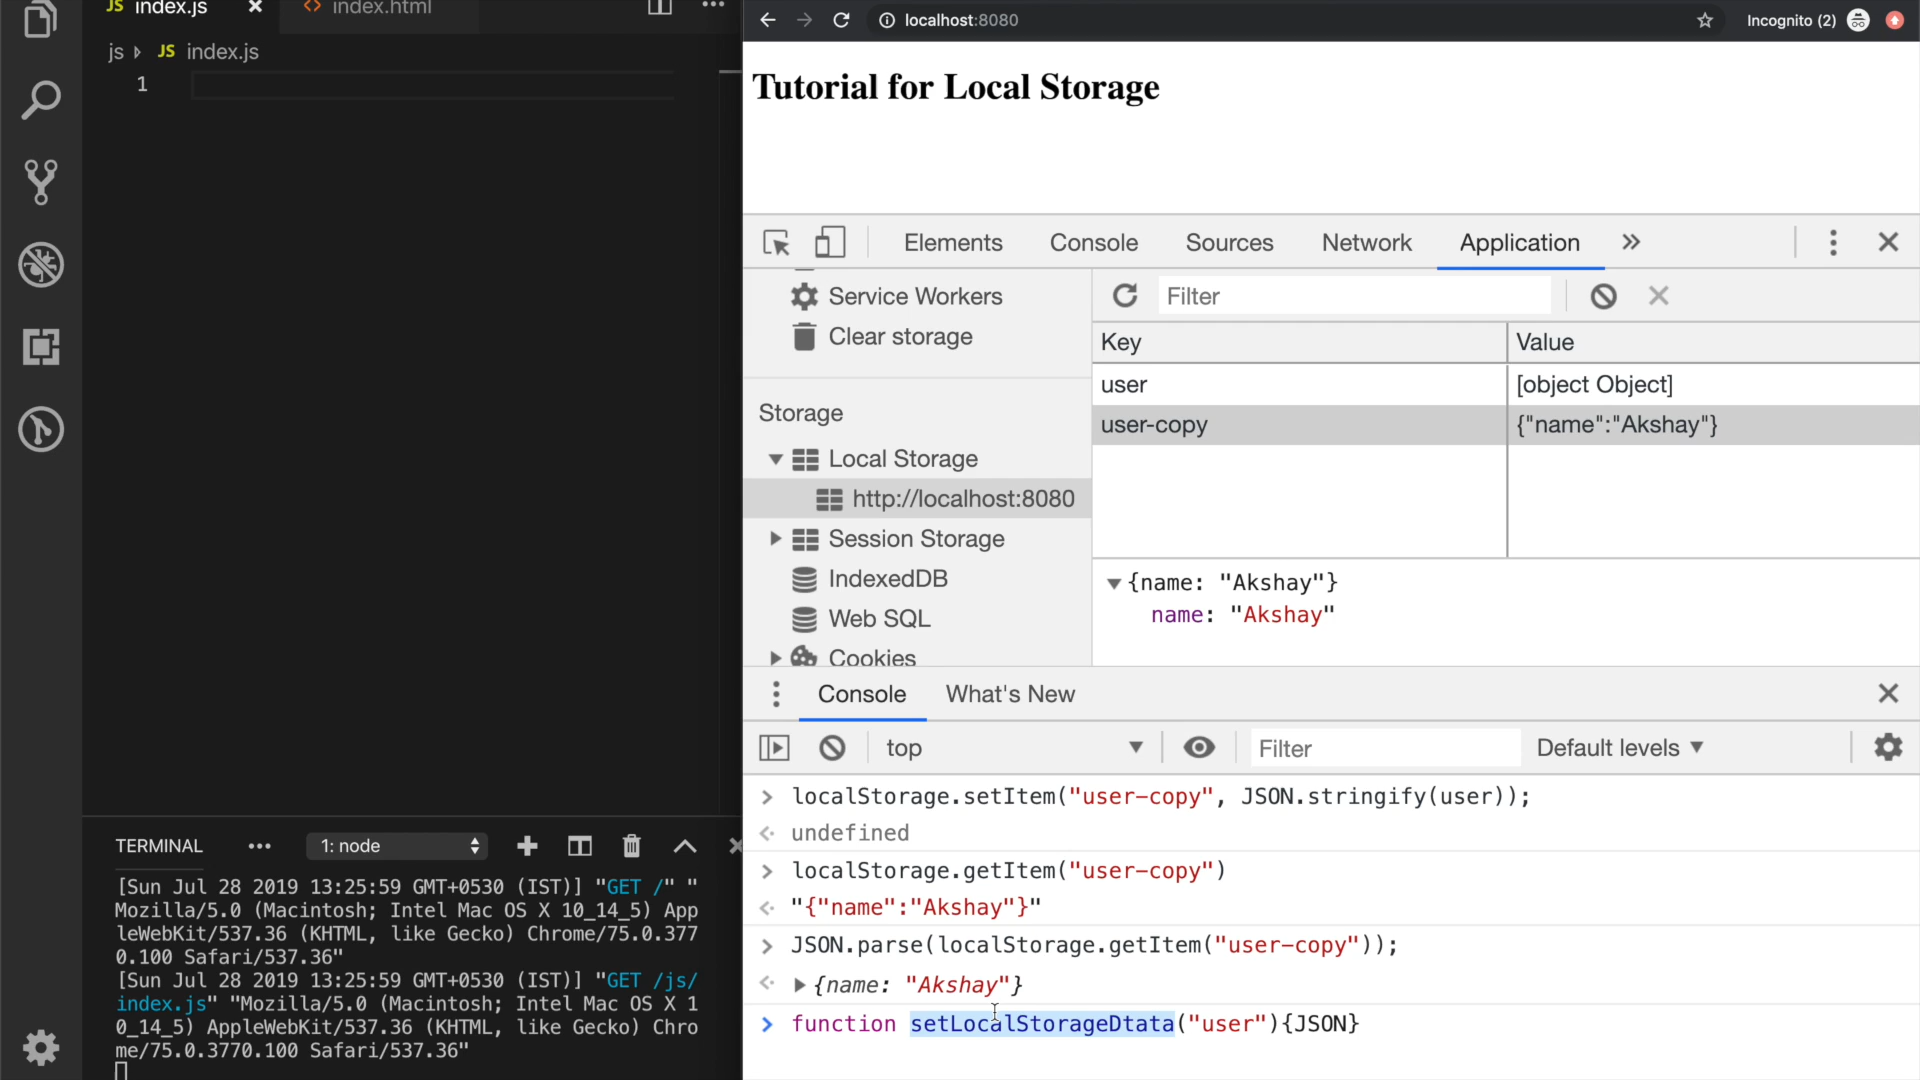 JS index.js
<> index.html
js JS index.js
1
TERMINAL
1: node
[Sun Jul 28 2019 13:25:59 GMT+0530 (IST)] "GET /" "
Mozilla/5.0 (Macintosh; Intel Mac OS X 10_14_5) App
leWebKit/537.36 (KHTML, like Gecko) Chrome/75.0.377
0.100 Safari/537.36"
[Sun Jul 28 2019 13:25:59 GMT+0530 (IST)] "GET /js/
index.js" "Mozilla/5.0 (Macintosh; Intel Mac OS X 1
0_14_5) AppleWebKit/537.36 (KHTML, like Gecko) Chro
me/75.0.3770.100 Safari/537.36"
localhost:8080
Incognito (2)
Tutorial for Local Storage
Elements Console Sources Network Application
Service Workers
Clear storage
Storage
Local Storage
http://localhost:8080
Session Storage
IndexedDB
Web SQL
Cookies
Filter
Key Value
user [object Object]
user-copy {"name":"Akshay"}
{name: "Akshay"}
name: "Akshay"
Console What's New
top Filter Default levels
localStorage.setItem("user-copy", JSON.stringify(user));
undefined
localStorage.getItem("user-copy")
"{"name":"Akshay"}"
JSON.parse(localStorage.getItem("user-copy"));
{name: "Akshay"}
function setLocalStorageDtata("user"){JSON}